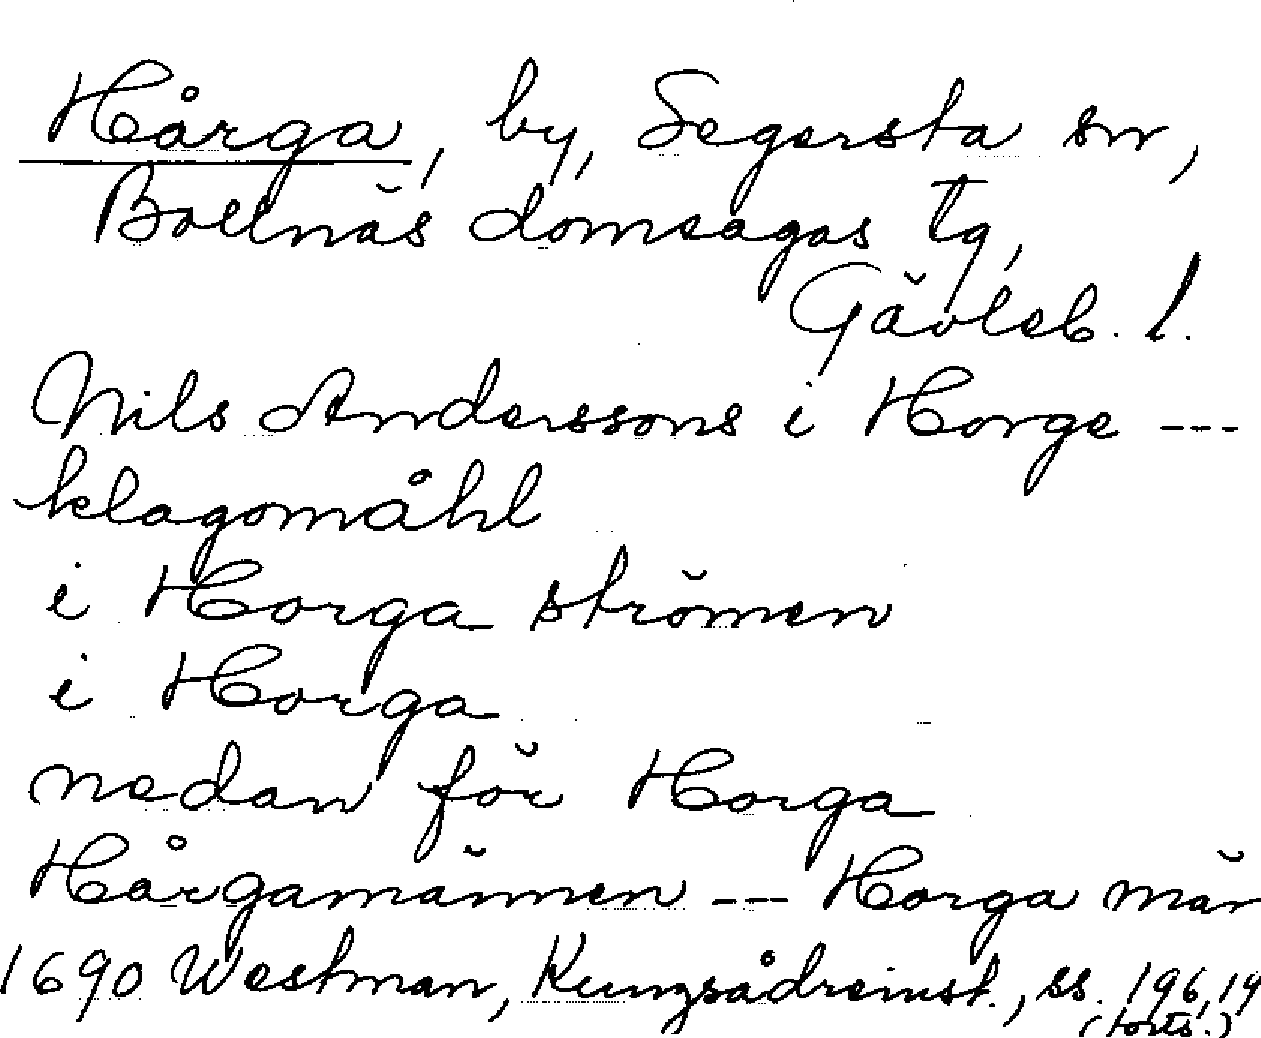 Hårga, by, Segersta sn,
Bollnäs domsagas tg,
Gävleb. l.
Nils Anderssons i Horge ---
klagomåhl
i Horga strömen
i Horga
nedan för Horga
Hårgamännen --- Horga män
1690 Westman, Kungsådreinst., ss. 196, 19
(forts.)